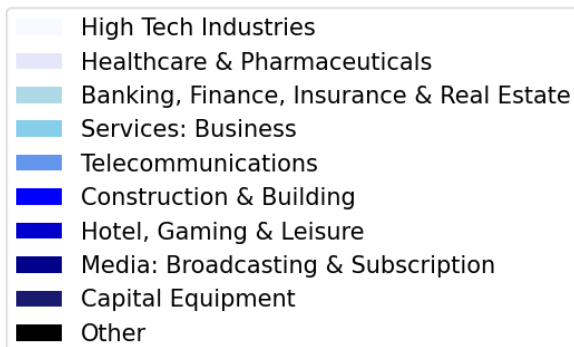 High Tech Industries
Healthcare & Pharmaceuticals
Banking, Finance, Insurance & Real Estate
Services: Business
Telecommunications
Construction & Building
Hotel, Gaming & Leisure
Media: Broadcasting & Subscription
Capital Equipment
Other